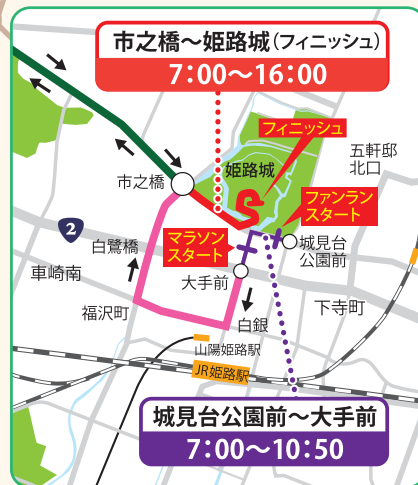 市之橋〜姫路城(フィニッシュ)
7:00〜16:00
フィニッシュ
五軒邸
北口
姫路城
市之橋
ファンラン
スタート
2
白鷺橋
マラソン
スタート
城見台
公園前
車崎南
大手前
下寺町
福沢町
白銀
山陽姫路駅
JR姫路駅
城見台公園前〜大手前
7:00〜10:50